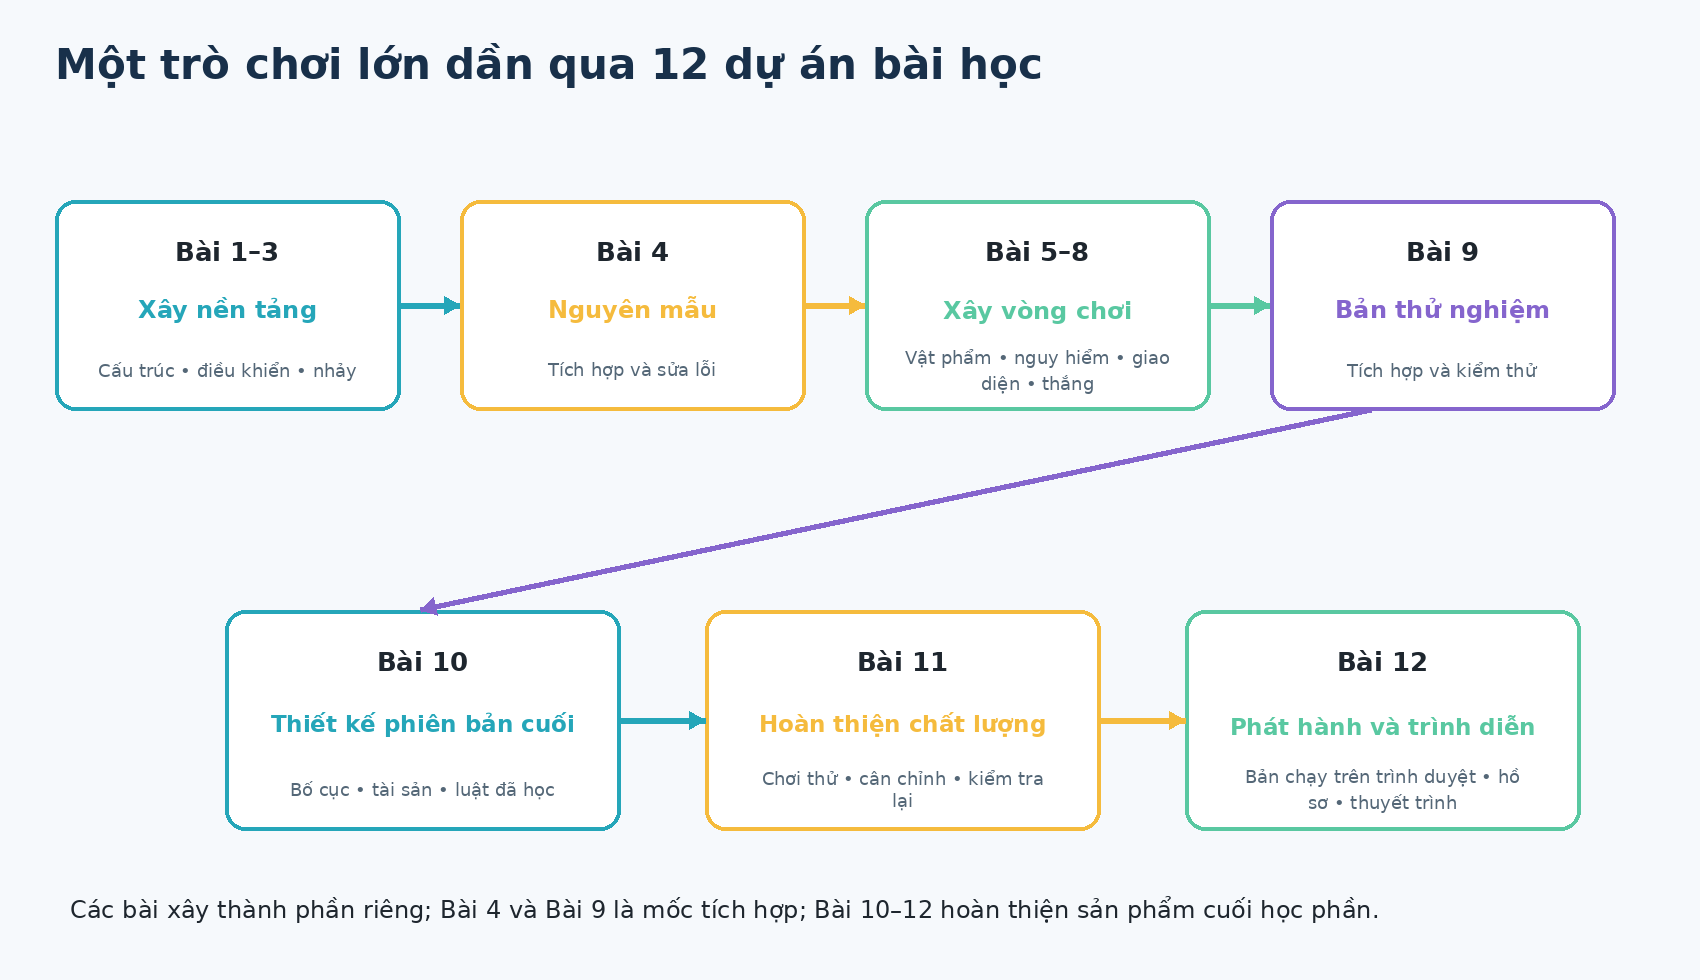 Một trò chơi lớn dần qua 12 dự án bài học
Bài 1–3
Xây nền tảng
Cấu trúc • điều khiển • nhảy
Bài 4
Nguyên mẫu
Tích hợp và sửa lỗi
Bài 5–8
Xây vòng chơi
Vật phẩm • nguy hiểm • giao
diện • thắng
Bài 9
Bản thử nghiệm
Tích hợp và kiểm thử
Bài 10
Thiết kế phiên bản cuối
Bố cục • tài sản • luật đã học
Bài 11
Hoàn thiện chất lượng
Chơi thử • cân chỉnh • kiểm tra
lại
Bài 12
Phát hành và trình diễn
Bản chạy trên trình duyệt • hồ
sơ • thuyết trình
Các bài xây thành phần riêng; Bài 4 và Bài 9 là mốc tích hợp; Bài 10–12 hoàn thiện sản phẩm cuối học phần.